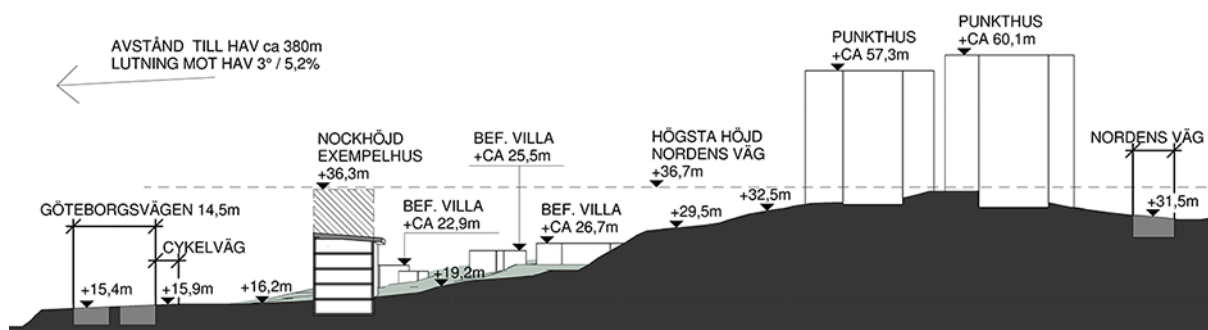 AVSTÅND TILL HAV ca 380m
LUTNING MOT HAV 3° / 5,2%
PUNKTHUS
+CA 57,3m
PUNKTHUS
+CA 60,1m
NOCKHÖJD
EXEMPELHUS
+36,3m
BEF. VILLA
+CA 25,5m
HÖGSTA HÖJD
NORDENS VÄG
+36,7m
NORDENS VÄG
GÖTEBORGSVÄGEN 14,5m
CYKELVÄG
BEF. VILLA
+CA 22,9m
BEF. VILLA
+CA 26,7m
+29,5m
+32,5m
+31,5m
+15,4m
+15,9m
+16,2m
+19,2m